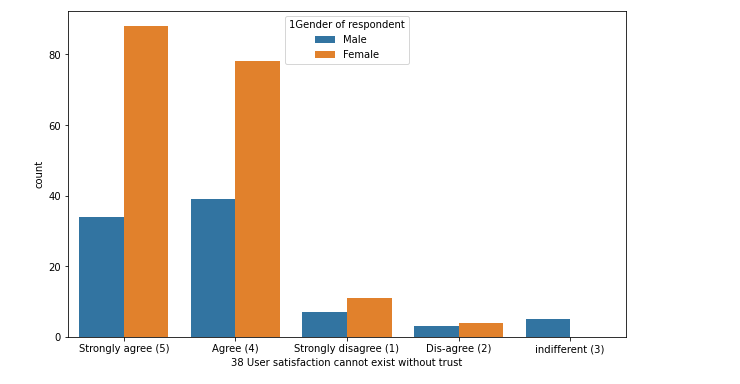 1Gender of respondent
Male
Female
80
60
40
20
0
count
Strongly agree (5) Agree (4) Strongly disagree (1) Dis-agree (2) indifferent (3)
38 User satisfaction cannot exist without trust